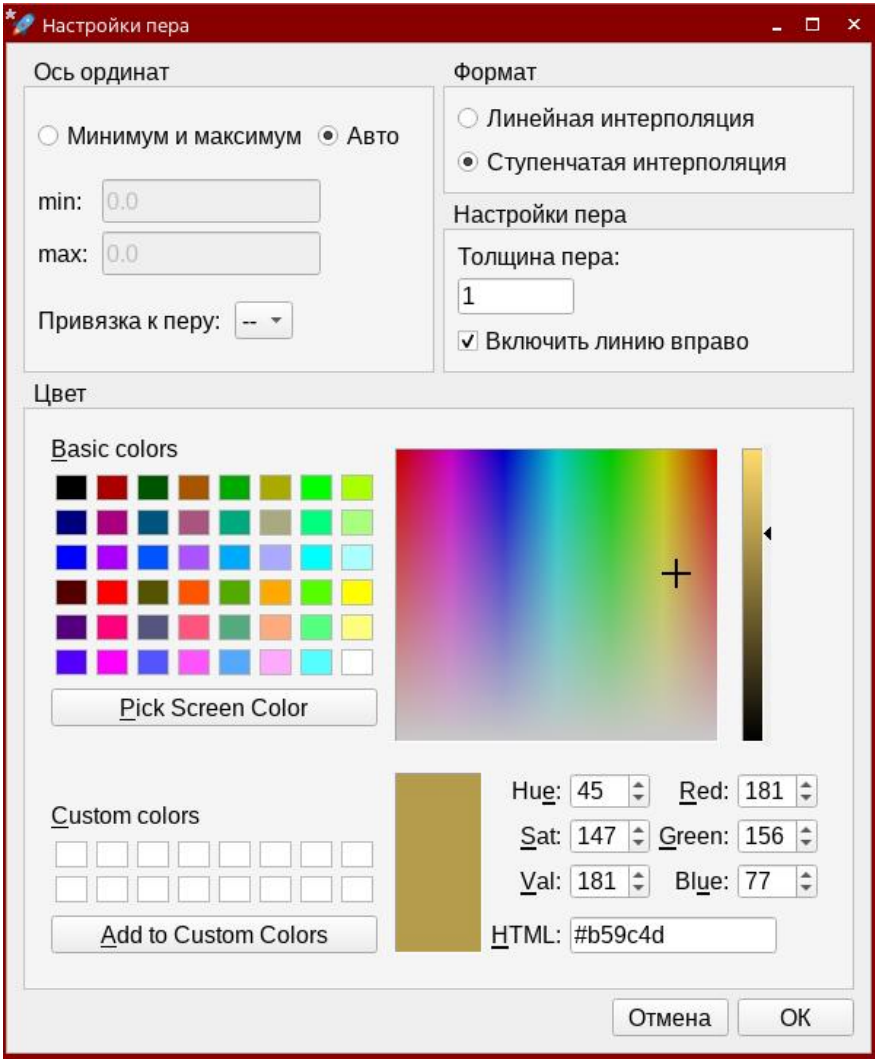 Настройки пера
Ось ординат
Минимум и максимум Авто
min: 0.0
max: 0.0
Привязка к перу: --
Формат
Линейная интерполяция
Ступенчатая интерполяция
Настройки пера
Толщина пера:
1
Включить линию вправо
Цвет
Basic colors
Pick Screen Color
Custom colors
Add to Custom Colors
Hue: 45 Red: 181
Sat: 147 Green: 156
Val: 181 Blue: 77
HTML: #b59c4d
Отмена ОК